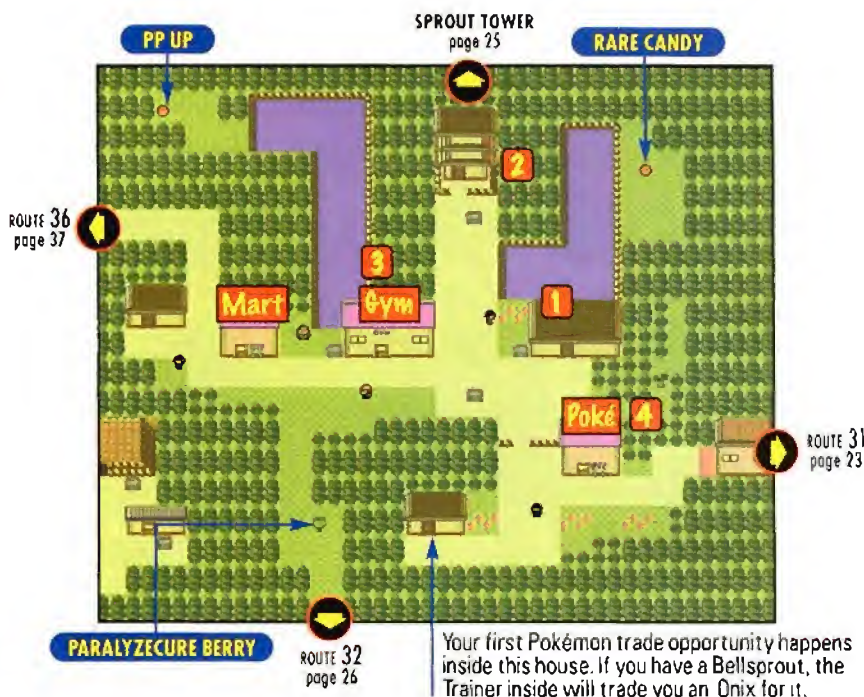 SPROUT TOWER
page 25
PP UP
RARE CANDY
2
ROUTE 36
page 37
3
1
Mart
Gym
Poké
4
ROUTE 31
page 23
PARALYZECURE BERRY
ROUTE 32
page 26
Your first Pokémon trade opportunity happens
inside this house. If you have a Bellsprout, the
Trainer inside will trade you an Onix for it.